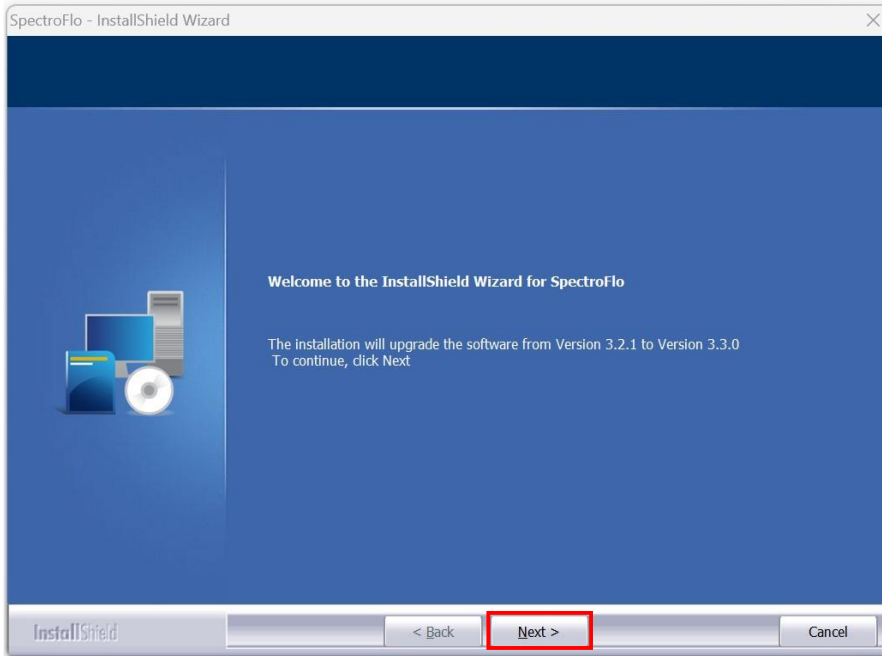 SpectroFlo - InstallShield Wizard
Welcome to the InstallShield Wizard for SpectroFlo
The installation will upgrade the software from Version 3.2.1 to Version 3.3.0
To continue, click Next
InstallShield
< Back
Next >
Cancel